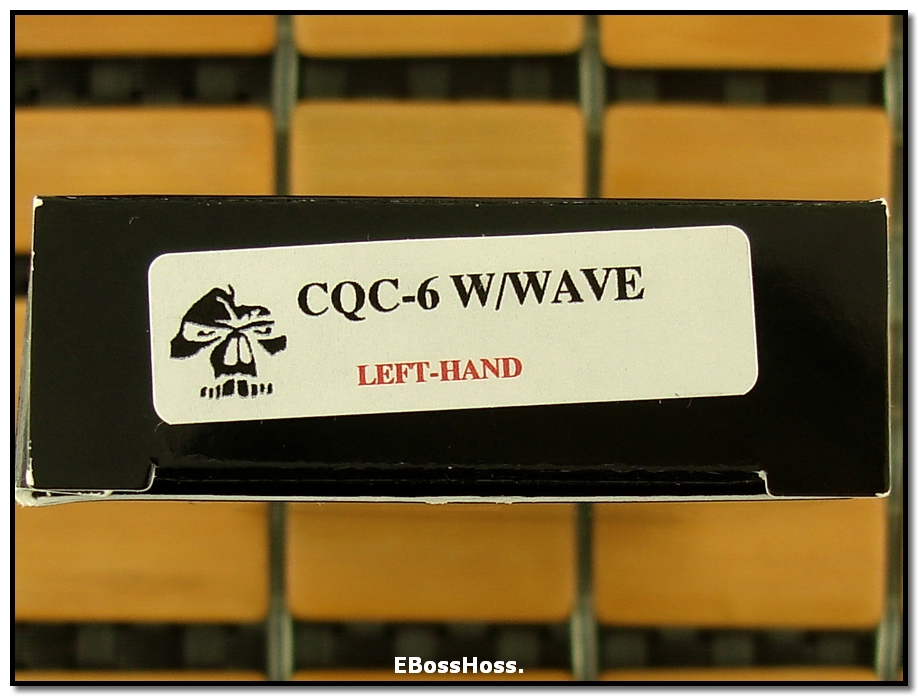 CQC-6 W/WAVE
LEFT-HAND
EBossHoss.